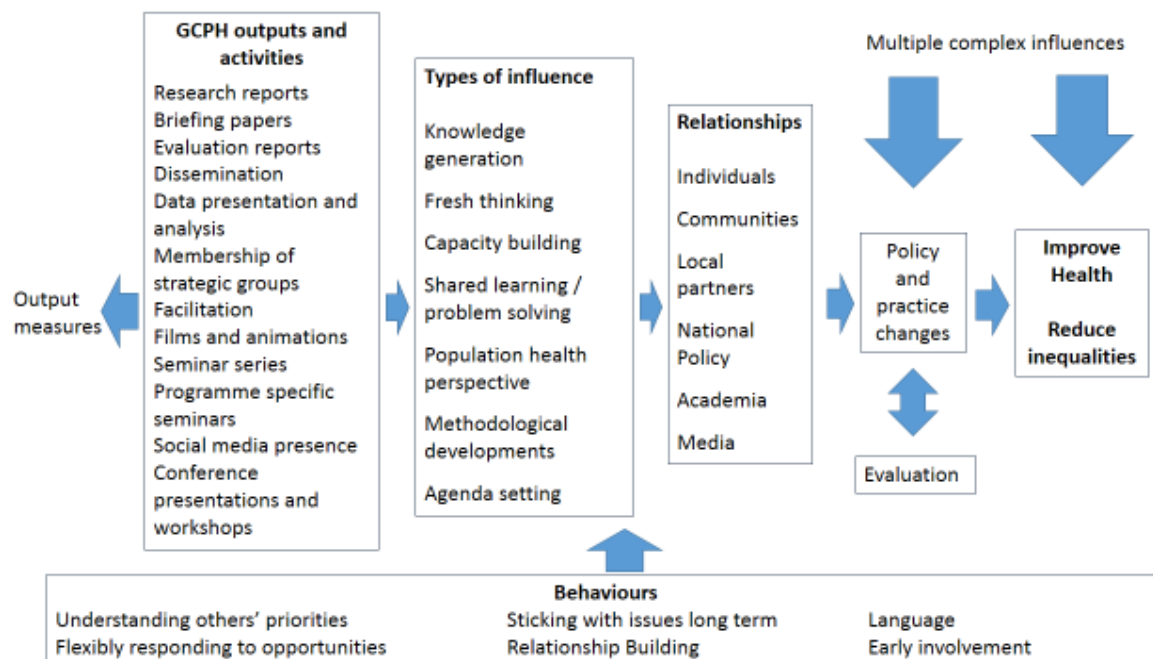 GCPH outputs and
activities
Research reports
Briefing papers
Evaluation reports
Dissemination
Data presentation and
analysis
Membership of
strategic groups
Facilitation
Films and animations
Seminar series
Programme specific
seminars
Social media presence
Conference
presentations and
workshops
Output
measures
Types of influence
Knowledge
generation
Fresh thinking
Capacity building
Shared learning /
problem solving
Population health
perspective
Methodological
developments
Agenda setting
Relationships
Individuals
Communities
Local
partners
National
Policy
Academia
Media
Multiple complex influences
Policy
and
practice
changes
Evaluation
Improve
Health
Reduce
inequalities
Behaviours
Understanding others’ priorities
Sticking with issues long term
Language
Flexibly responding to opportunities
Relationship Building
Early involvement